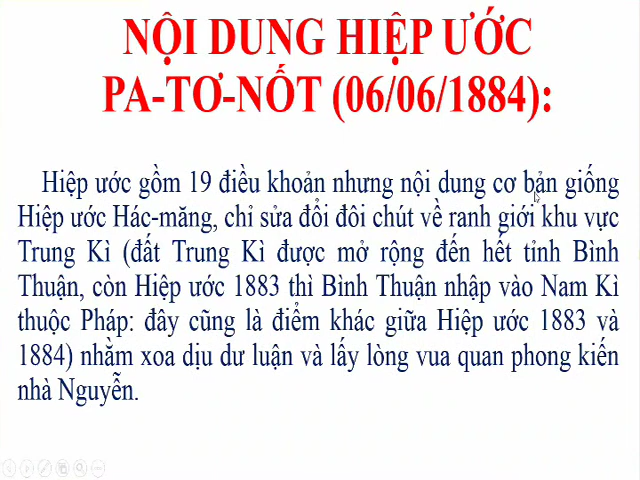 NỘI DUNG HIỆP ƯỚC
PA-TƠ-NỐT (06/06/1884):
Hiệp ước gồm 19 điều khoản nhưng nội dung cơ bản giống
Hiệp ước Hác-măng, chỉ sửa đổi đôi chút về ranh giới khu vực
Trung Kì (đất Trung Kì được mở rộng đến hết tỉnh Bình
Thuận, còn Hiệp ước 1883 thì Bình Thuận nhập vào Nam Kì
thuộc Pháp: đây cũng là điểm khác giữa Hiệp ước 1883 và
1884) nhằm xoa dịu dư luận và lấy lòng vua quan phong kiến
nhà Nguyễn.